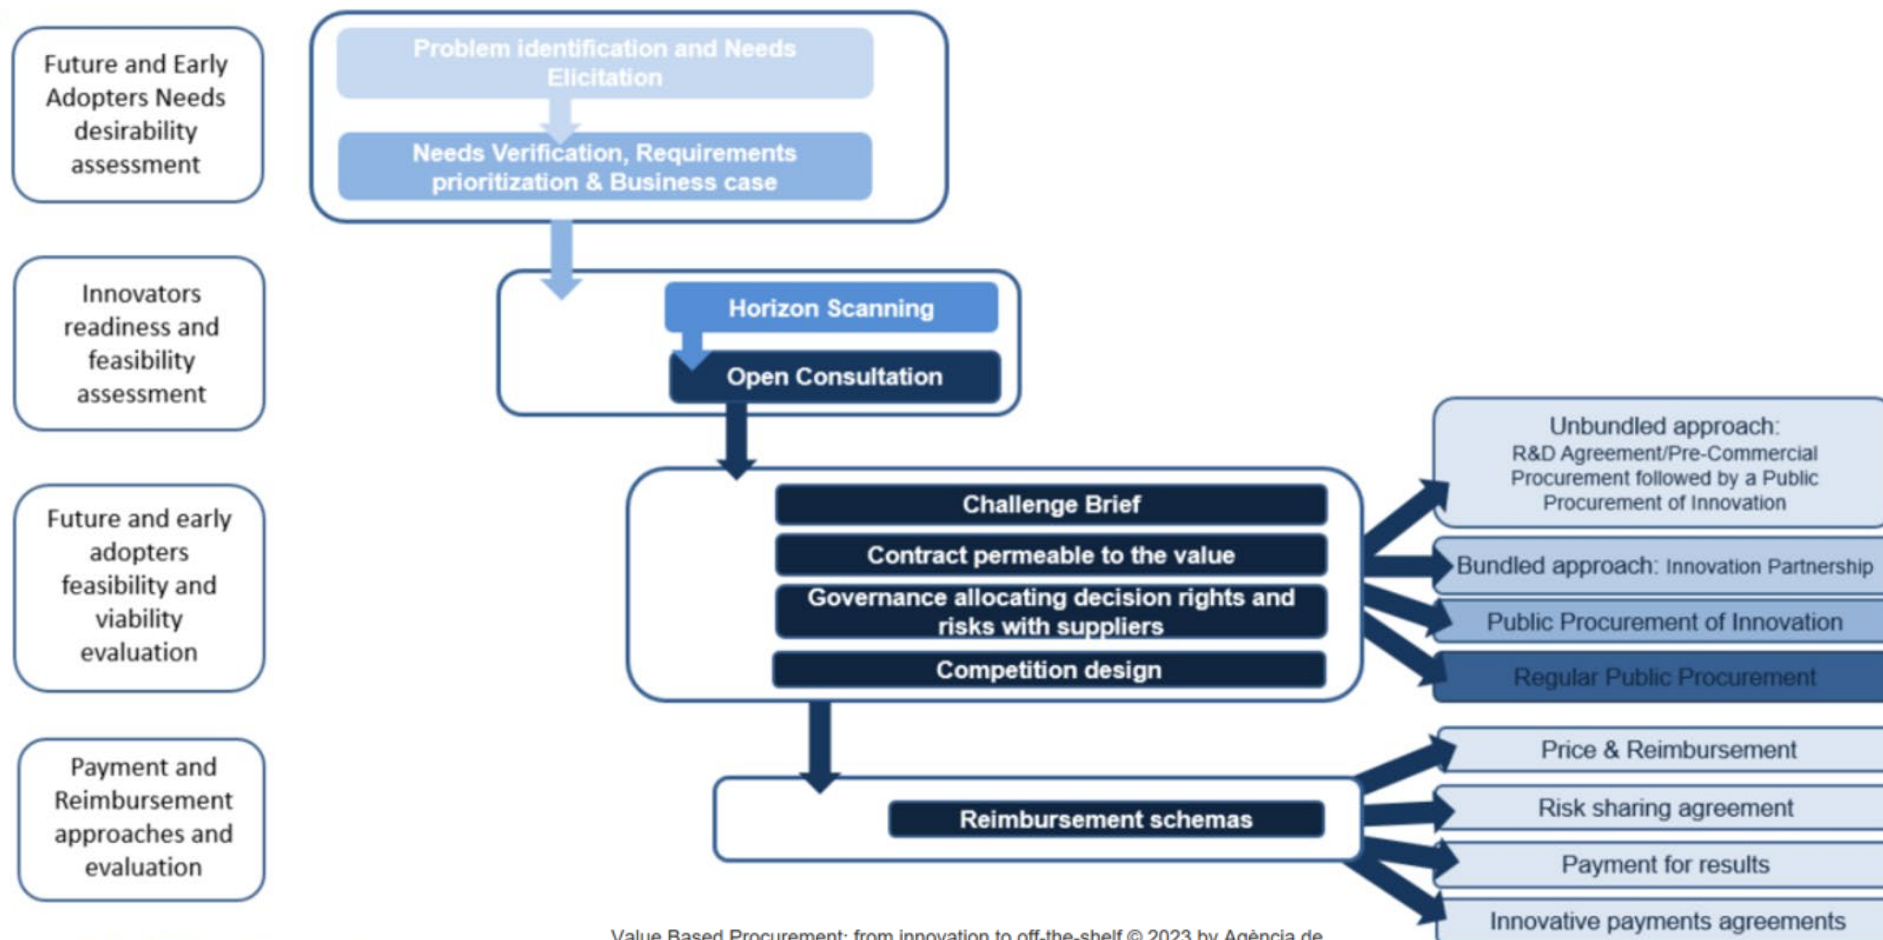 Future and Early
Adopters Needs
desirability
assessment
Problem identification and Needs
Elicitation
Needs Verification, Requirements
prioritization & Business case
Innovators
readiness and
feasibility
assessment
Horizon Scanning
Open Consultation
Future and early
adopters
feasibility and
viability
evaluation
Challenge Brief
Contract permeable to the value
Governance allocating decision rights and
risks with suppliers
Competition design
Unbundled approach:
R&D Agreement/Pre-Commercial
Procurement followed by a Public
Procurement of Innovation
Bundled approach: Innovation Partnership
Public Procurement of Innovation
Regular Public Procurement
Payment and
Reimbursement
approaches and
evaluation
Reimbursement schemas
Price & Reimbursement
Risk sharing agreement
Payment for results
Innovative payments agreements
Value Based Procurement: from innovation to off-the-shelf © 2023 by Agència de